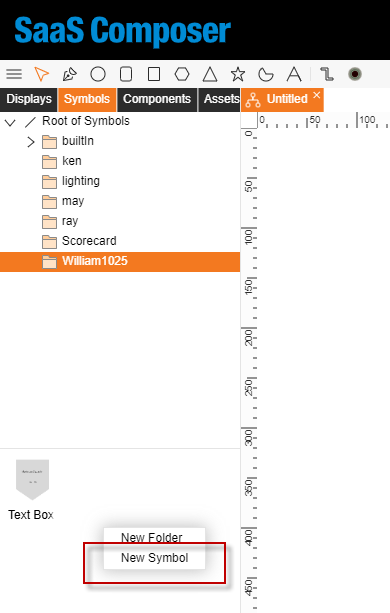 SaaS Composer
Displays Symbols Components Assets Untitled
Root of Symbols
builtIn
ken
lighting
may
ray
Scorecard
William1025
0 50 100
0
50
100
150
200
250
300
350
400
450
Text Box
New Folder
New Symbol